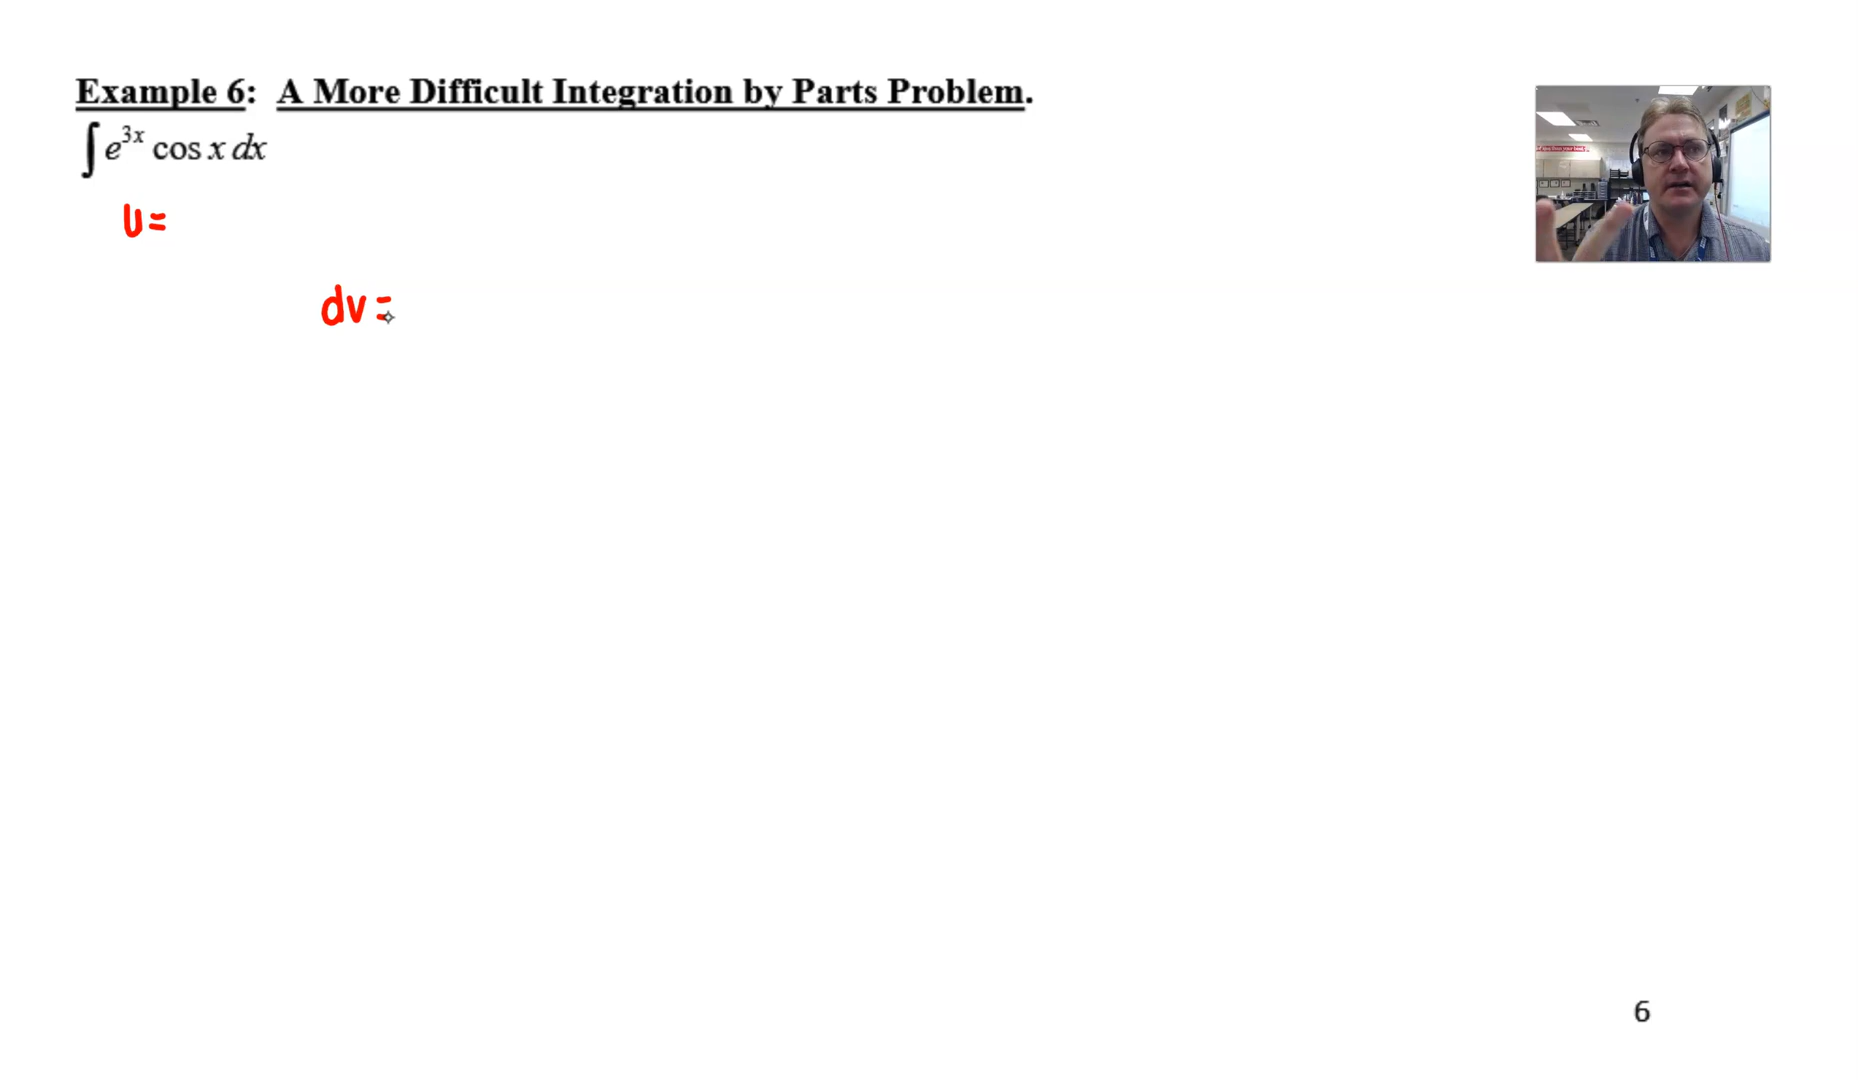 Example 6: A More Difficult Integration by Parts Problem.
∫ e^{3x} cos x dx
u=
dv=
6